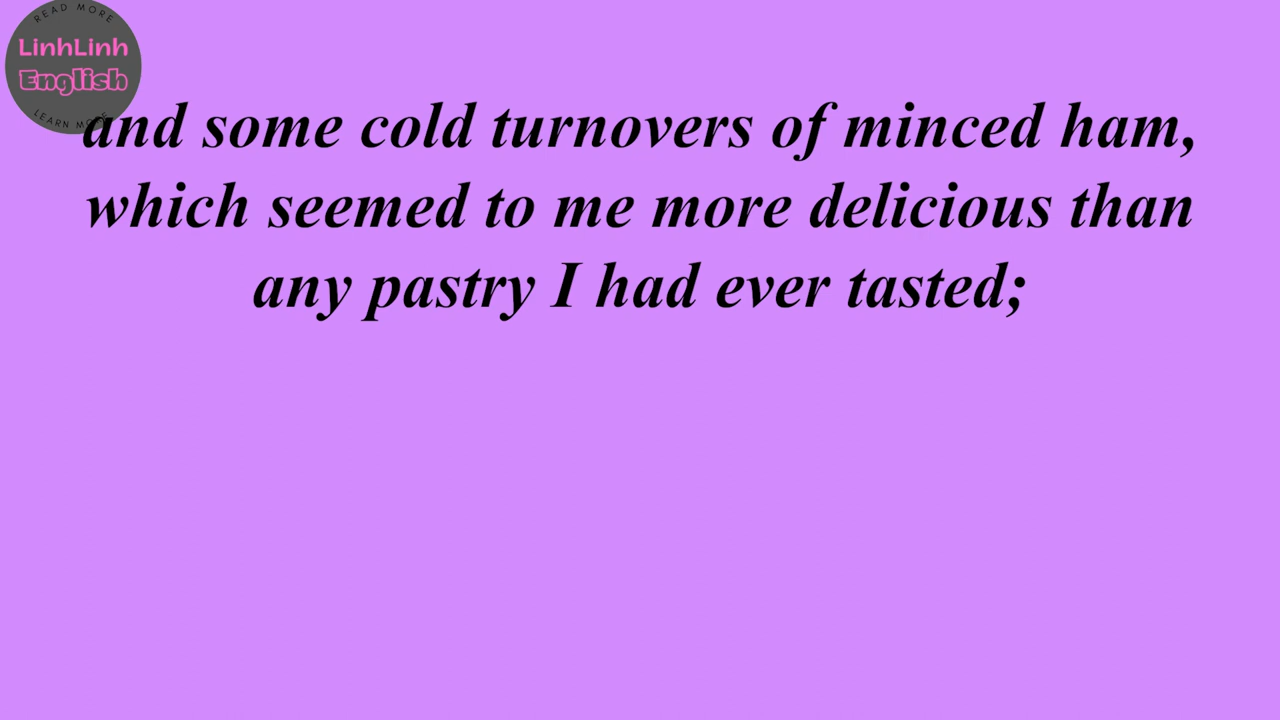 READ MORE
LinhLinh
English
LEARN MORE
and some cold turnovers of minced ham,
which seemed to me more delicious than
any pastry I had ever tasted;